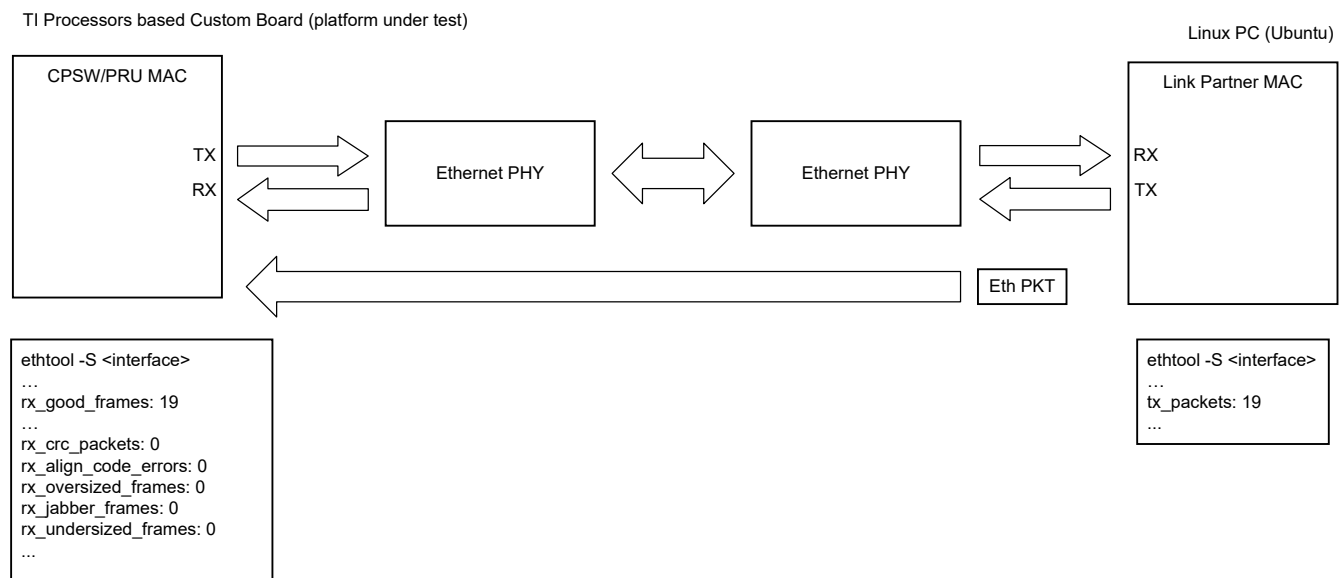 TI Processors based Custom Board (platform under test)
Linux PC (Ubuntu)
CPSW/PRU MAC
Link Partner MAC
TX
RX
Ethernet PHY
Ethernet PHY
RX
TX
Eth PKT
ethtool -S <interface>
…
rx_good_frames: 19
…
rx_crc_packets: 0
rx_align_code_errors: 0
rx_oversized_frames: 0
rx_jabber_frames: 0
rx_undersized_frames: 0
...
ethtool -S <interface>
…
tx_packets: 19
...